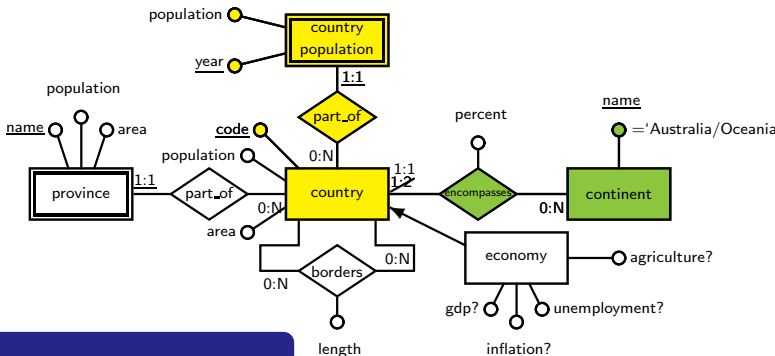 population
country
population
year
1:1
population
part_of
name
code
percent
name
area
='Australia/Oceania
population
0:N
1:1
1:2
province
1:1
part_of
country
encompasses
continent
0:N
0:N
area
economy
agriculture?
borders
0:N
0:N
gdp?
unemployment?
length
inflation?